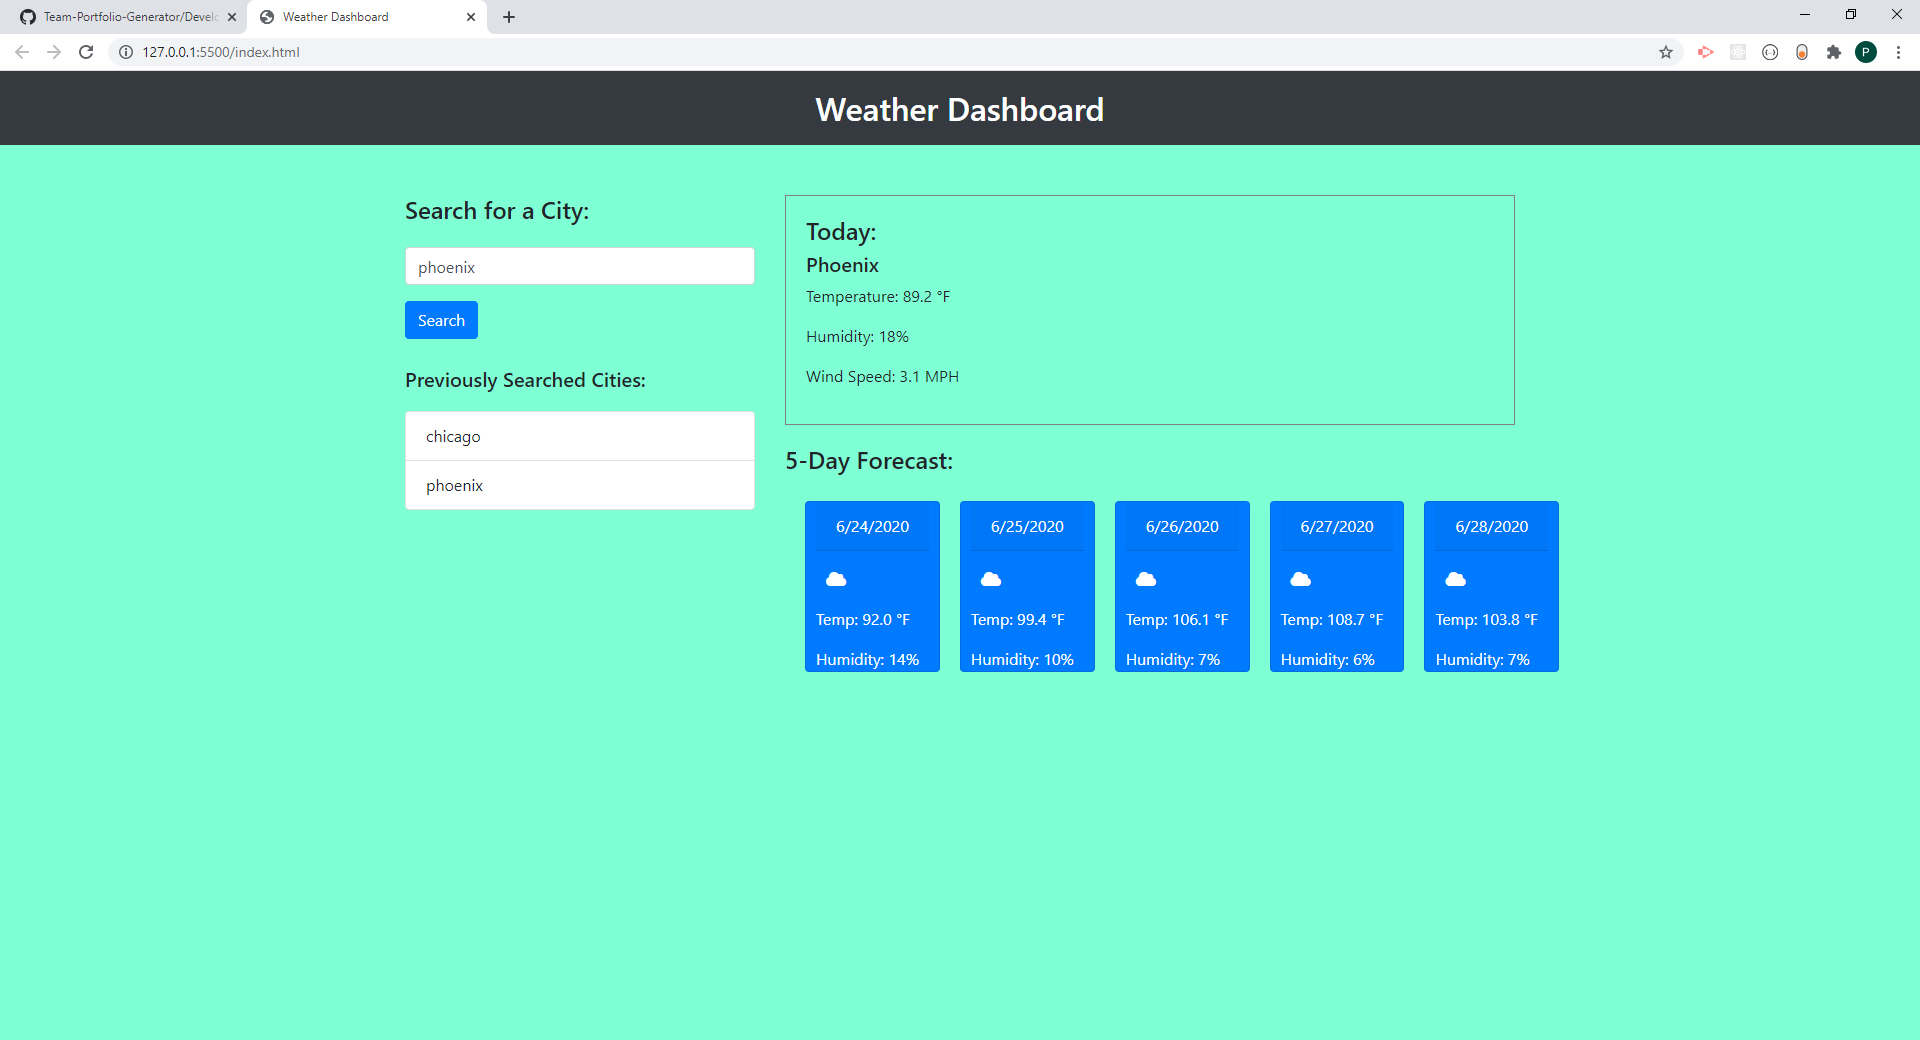 Team-Portfolio-Generator/Develo
Weather Dashboard
127.0.0.1:5500/index.html
P
Weather Dashboard
Search for a City:
phoenix
Search
Previously Searched Cities:
chicago
phoenix
Today:
Phoenix
Temperature: 89.2 °F
Humidity: 18%
Wind Speed: 3.1 MPH
5-Day Forecast:
6/24/2020
Temp: 92.0 °F
Humidity: 14%
6/25/2020
Temp: 99.4 °F
Humidity: 10%
6/26/2020
Temp: 106.1 °F
Humidity: 7%
6/27/2020
Temp: 108.7 °F
Humidity: 6%
6/28/2020
Temp: 103.8 °F
Humidity: 7%